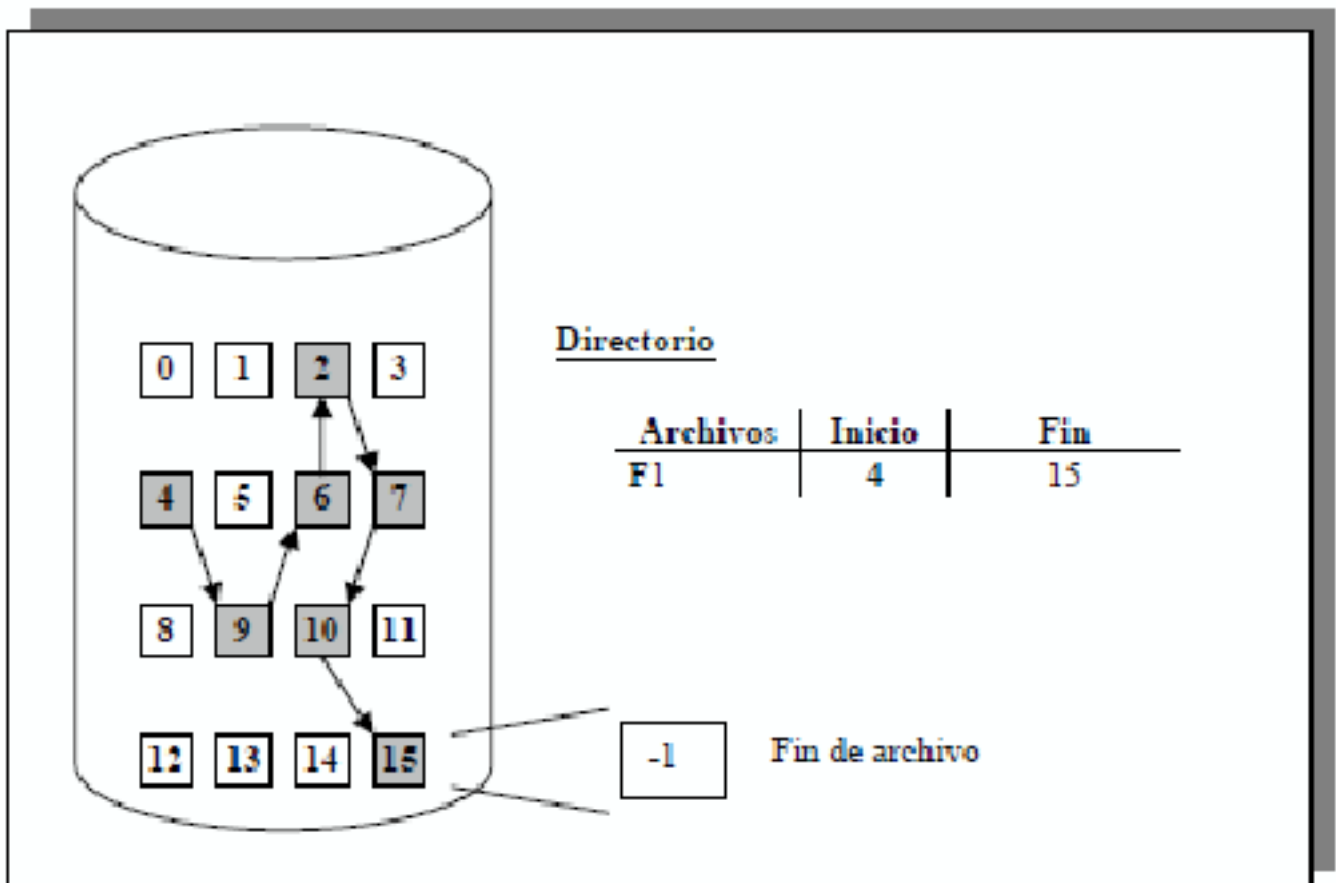 Directorio
Archivos Inicio Fin
F1 4 15
0 1 2 3
4 5 6 7
8 9 10 11
12 13 14 15
-1 Fin de archivo